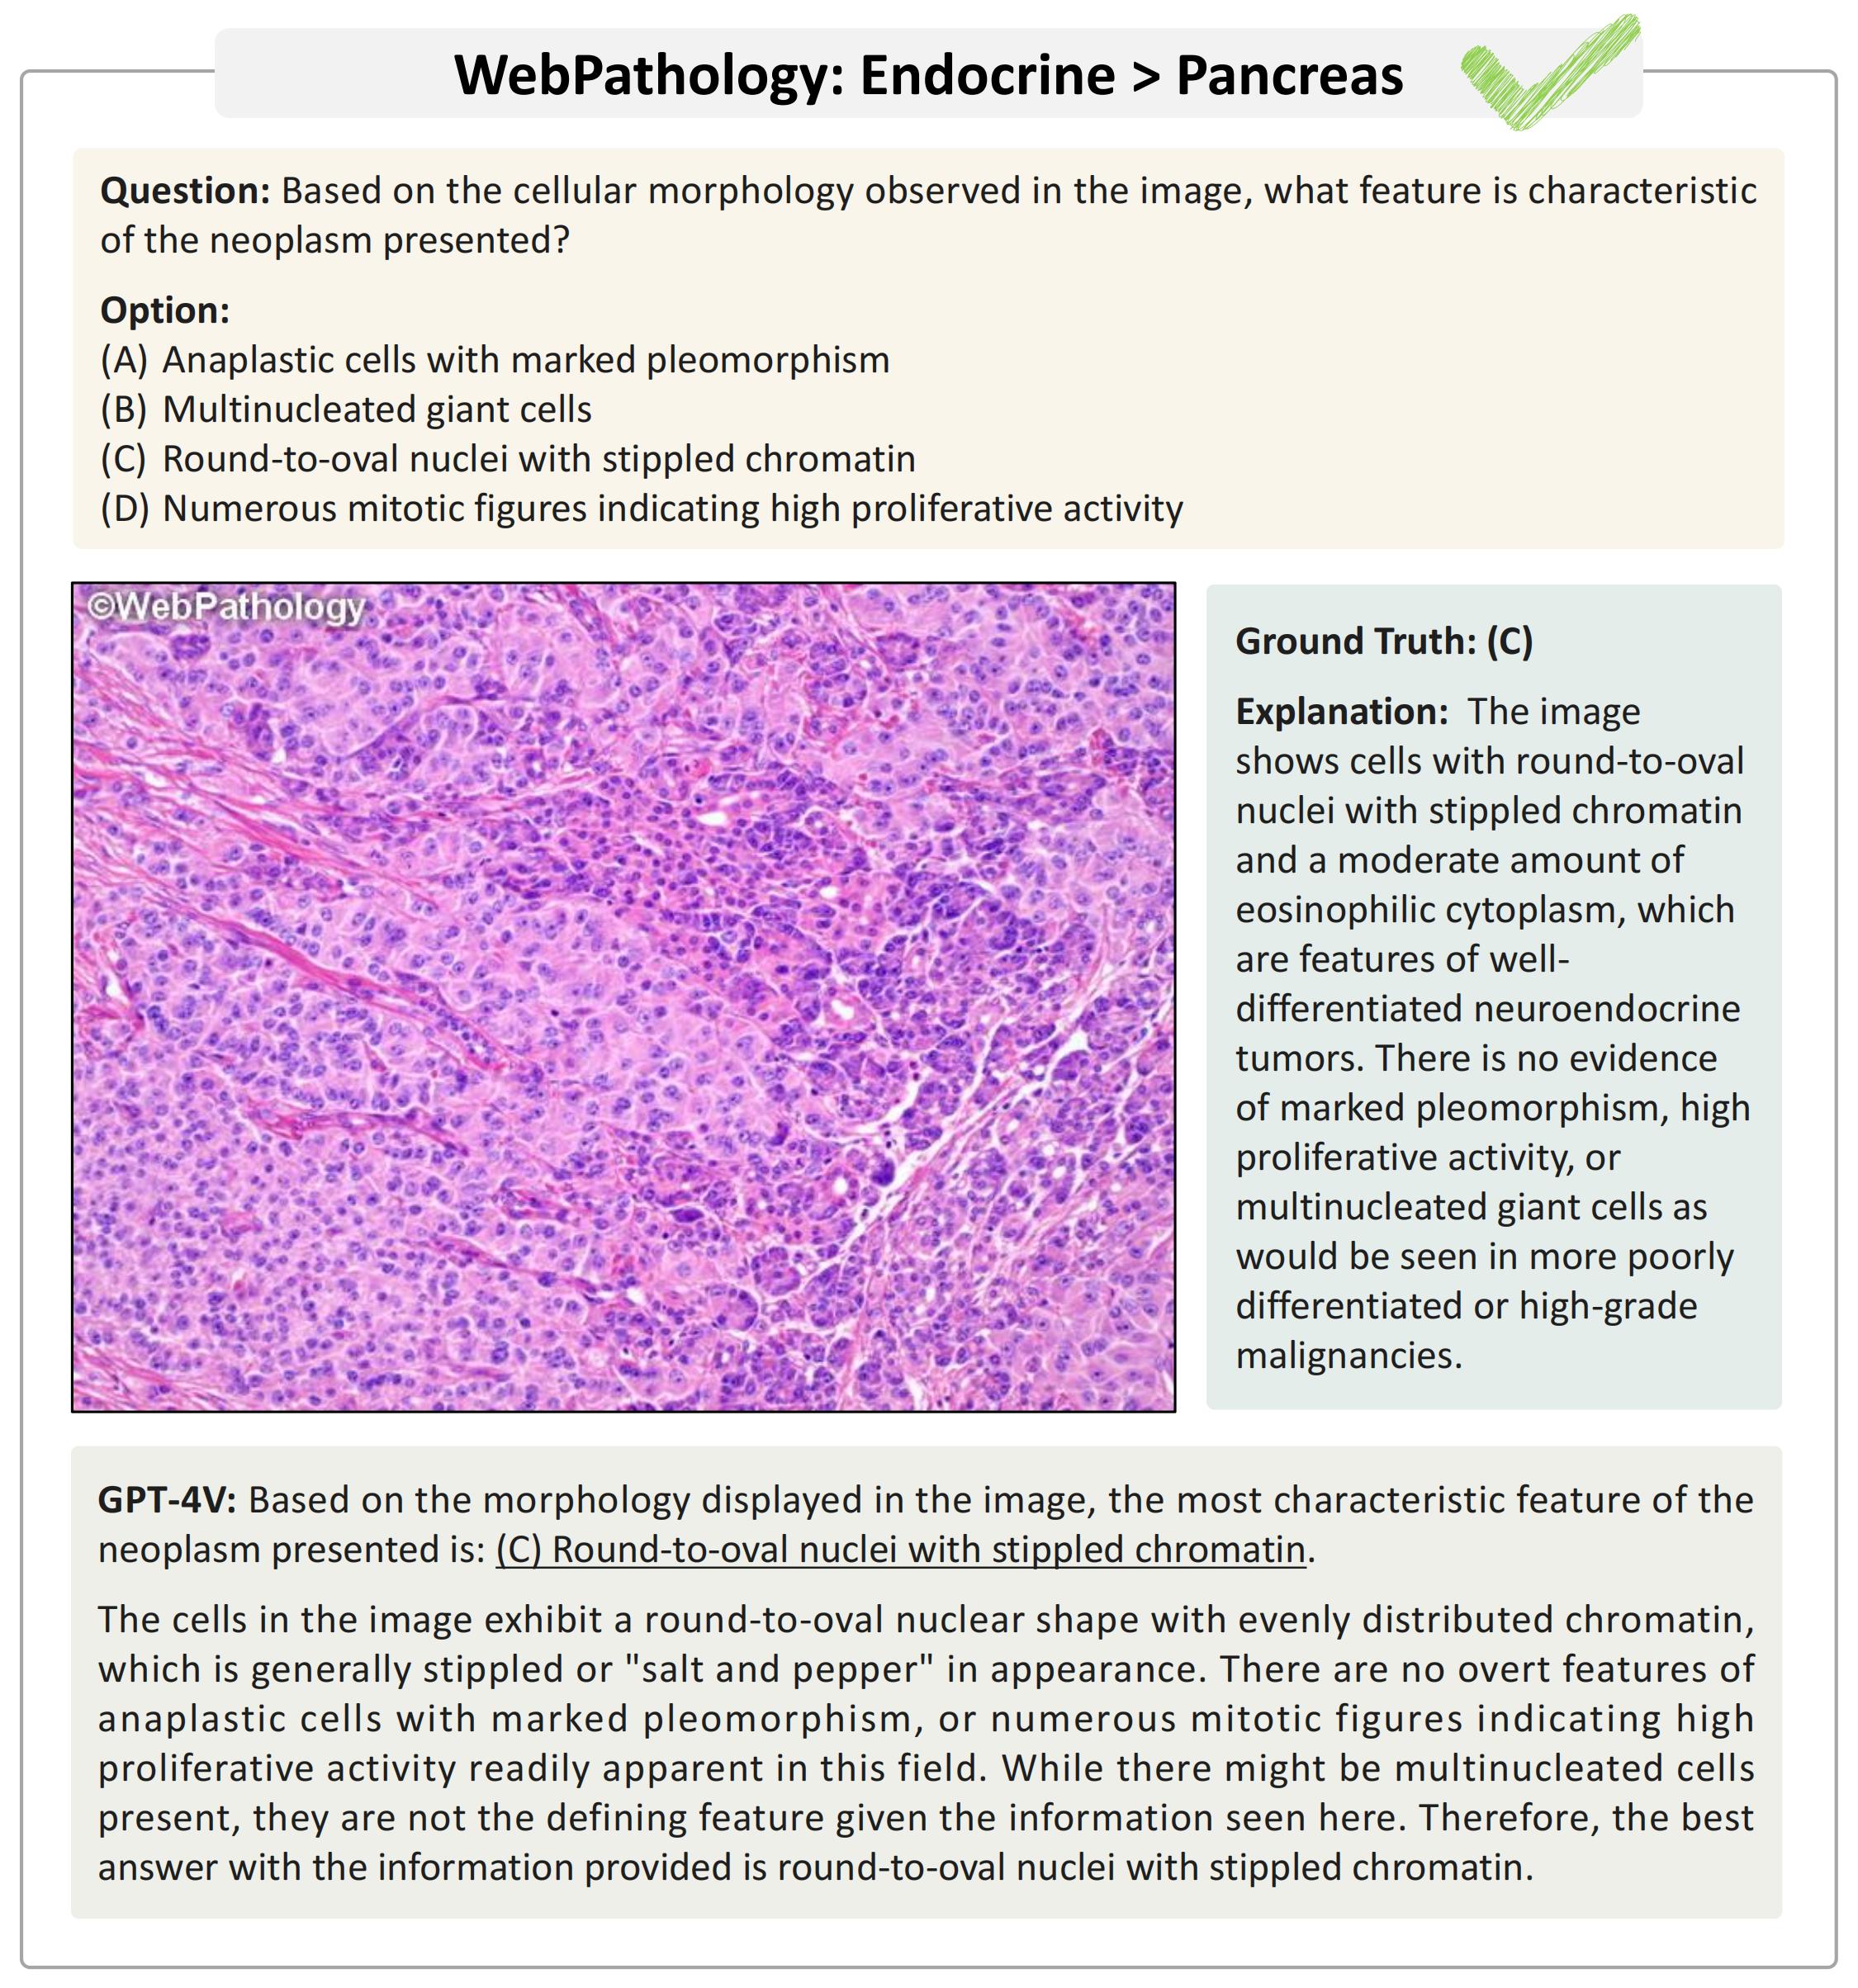 WebPathology: Endocrine > Pancreas
Question: Based on the cellular morphology observed in the image, what feature is characteristic
of the neoplasm presented?
Option:
(A) Anaplastic cells with marked pleomorphism
(B) Multinucleated giant cells
(C) Round-to-oval nuclei with stippled chromatin
(D) Numerous mitotic figures indicating high proliferative activity
©WebPathology
Ground Truth: (C)
Explanation: The image
shows cells with round-to-oval
nuclei with stippled chromatin
and a moderate amount of
eosinophilic cytoplasm, which
are features of well-
differentiated neuroendocrine
tumors. There is no evidence
of marked pleomorphism, high
proliferative activity, or
multinucleated giant cells as
would be seen in more poorly
differentiated or high-grade
malignancies.
GPT-4V: Based on the morphology displayed in the image, the most characteristic feature of the
neoplasm presented is: (C) Round-to-oval nuclei with stippled chromatin.
The cells in the image exhibit a round-to-oval nuclear shape with evenly distributed chromatin,
which is generally stippled or "salt and pepper" in appearance. There are no overt features of
anaplastic cells with marked pleomorphism, or numerous mitotic figures indicating high
proliferative activity readily apparent in this field. While there might be multinucleated cells
present, they are not the defining feature given the information seen here. Therefore, the best
answer with the information provided is round-to-oval nuclei with stippled chromatin.